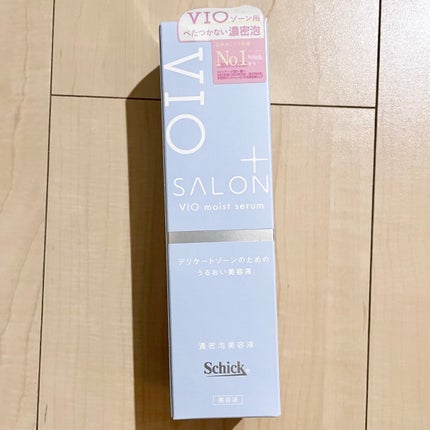 VIOゾーン用
べたつかない濃密泡
No.1
Schick
VIO
+
SALON
VIO moist serum
デリケートゾーンのための
うるおい美容液
濃密泡美容液
Schick
美容液